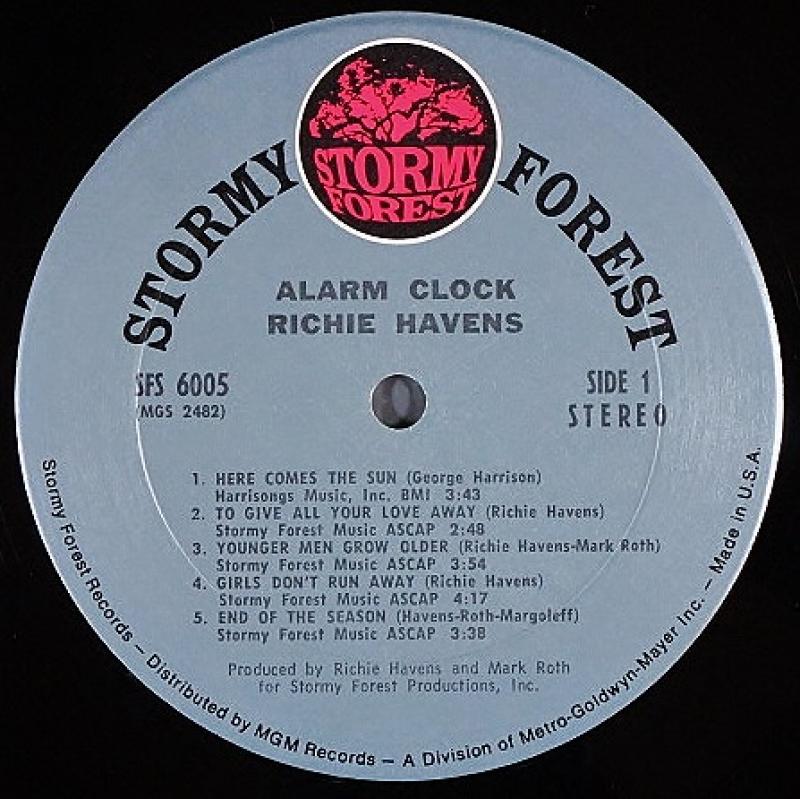 STORMY
FOREST
STORMY FOREST
ALARM CLOCK
RICHIE HAVENS
SFS 6005
(MGS 2482)
SIDE 1
STEREO
1. HERE COMES THE SUN (George Harrison)
Harrisongs Music, Inc. BMI 3:43
2. TO GIVE ALL YOUR LOVE AWAY (Richie Havens)
Stormy Forest Music ASCAP 2:48
3. YOUNGER MEN GROW OLDER (Richie Havens-Mark Roth)
Stormy Forest Music ASCAP 3:54
4. GIRLS DON'T RUN AWAY (Richie Havens)
Stormy Forest Music ASCAP 4:17
5. END OF THE SEASON (Havens-Roth-Margoleff)
Stormy Forest Music ASCAP 3:38
Produced by Richie Havens and Mark Roth
for Stormy Forest Productions, Inc.
Stormy Forest Records – Distributed by MGM Records – A Division of Metro-Goldwyn-Mayer Inc. – Made in U.S.A.